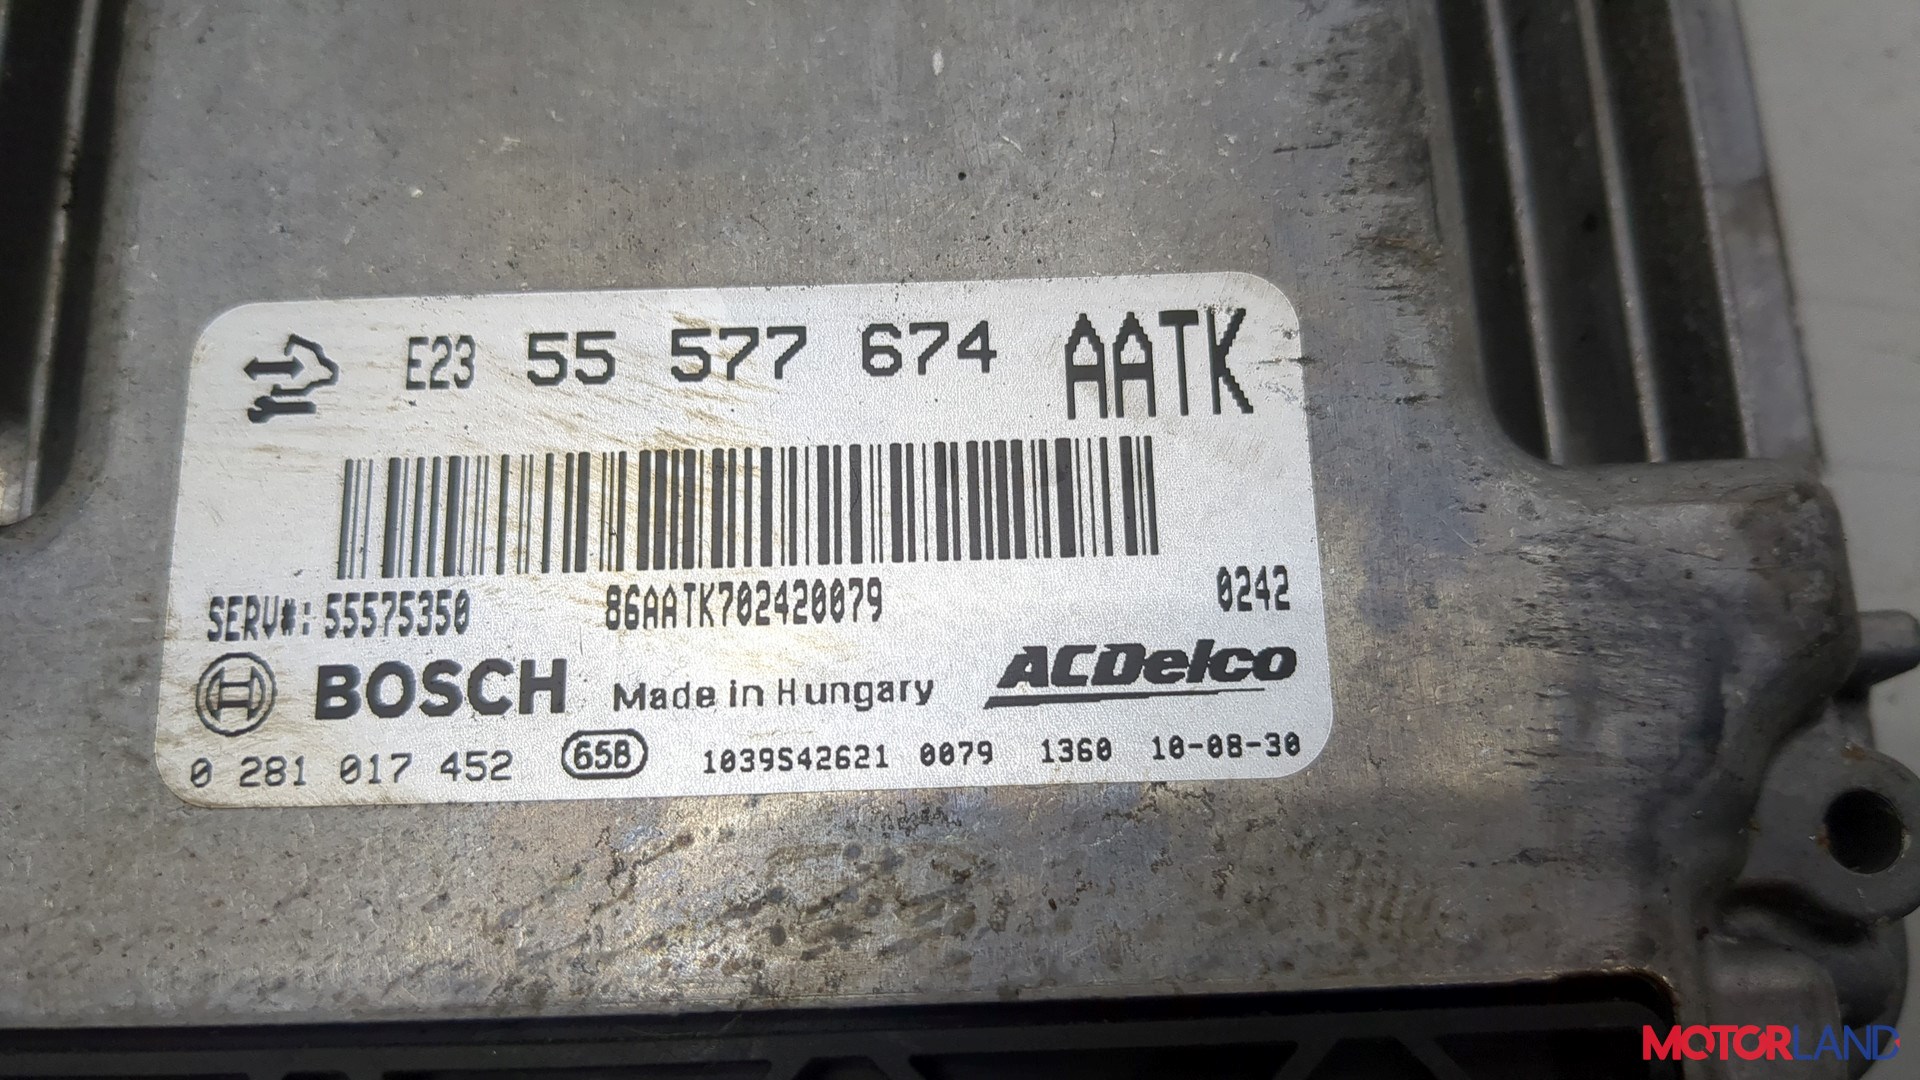 E23 55 577 674 AATK
SERV#: 55575350 86AATK702420079 0242
BOSCH Made in Hungary ACDelco
0 281 017 452 65B 1039S42621 0079 1360 10-08-30
MOTORLAND